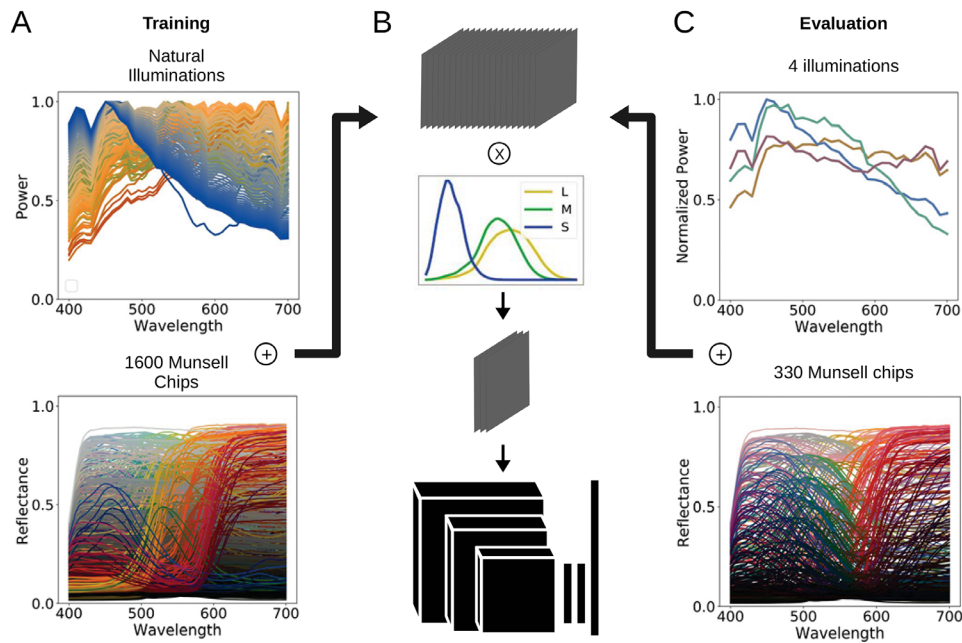 A
Training
Natural
Illuminations
1.0
0.5
0.0
Power
400
500
600
700
Wavelength
+
1600 Munsell
Chips
1.0
0.5
0.0
Reflectance
400
500
600
700
Wavelength
B
X
L
M
S
C
Evaluation
4 illuminations
1.0
0.5
0.0
Normalized Power
400
500
600
700
Wavelength
+
330 Munsell chips
1.0
0.5
0.0
Reflectance
400
500
600
700
Wavelength